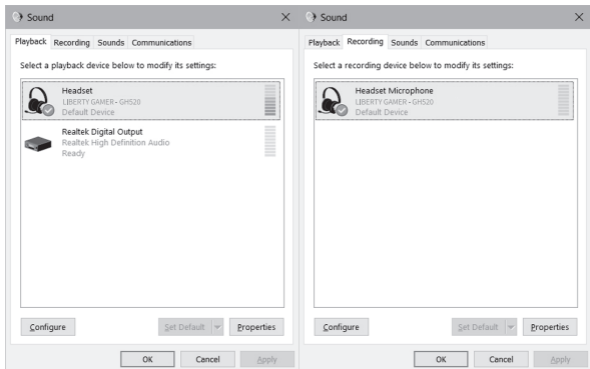 Sound
Playback Recording Sounds Communications
Select a playback device below to modify its settings:
Headset
LIBERTY GAMER - GHS20
Default Device
Realtek Digital Output
Realtek High Definition Audio
Ready
Configure Set Default Properties
OK Cancel Apply
Sound
Playback Recording Sounds Communications
Select a recording device below to modify its settings:
Headset Microphone
LIBERTY GAMER - GHS20
Default Device
Configure Set Default Properties
OK Cancel Apply